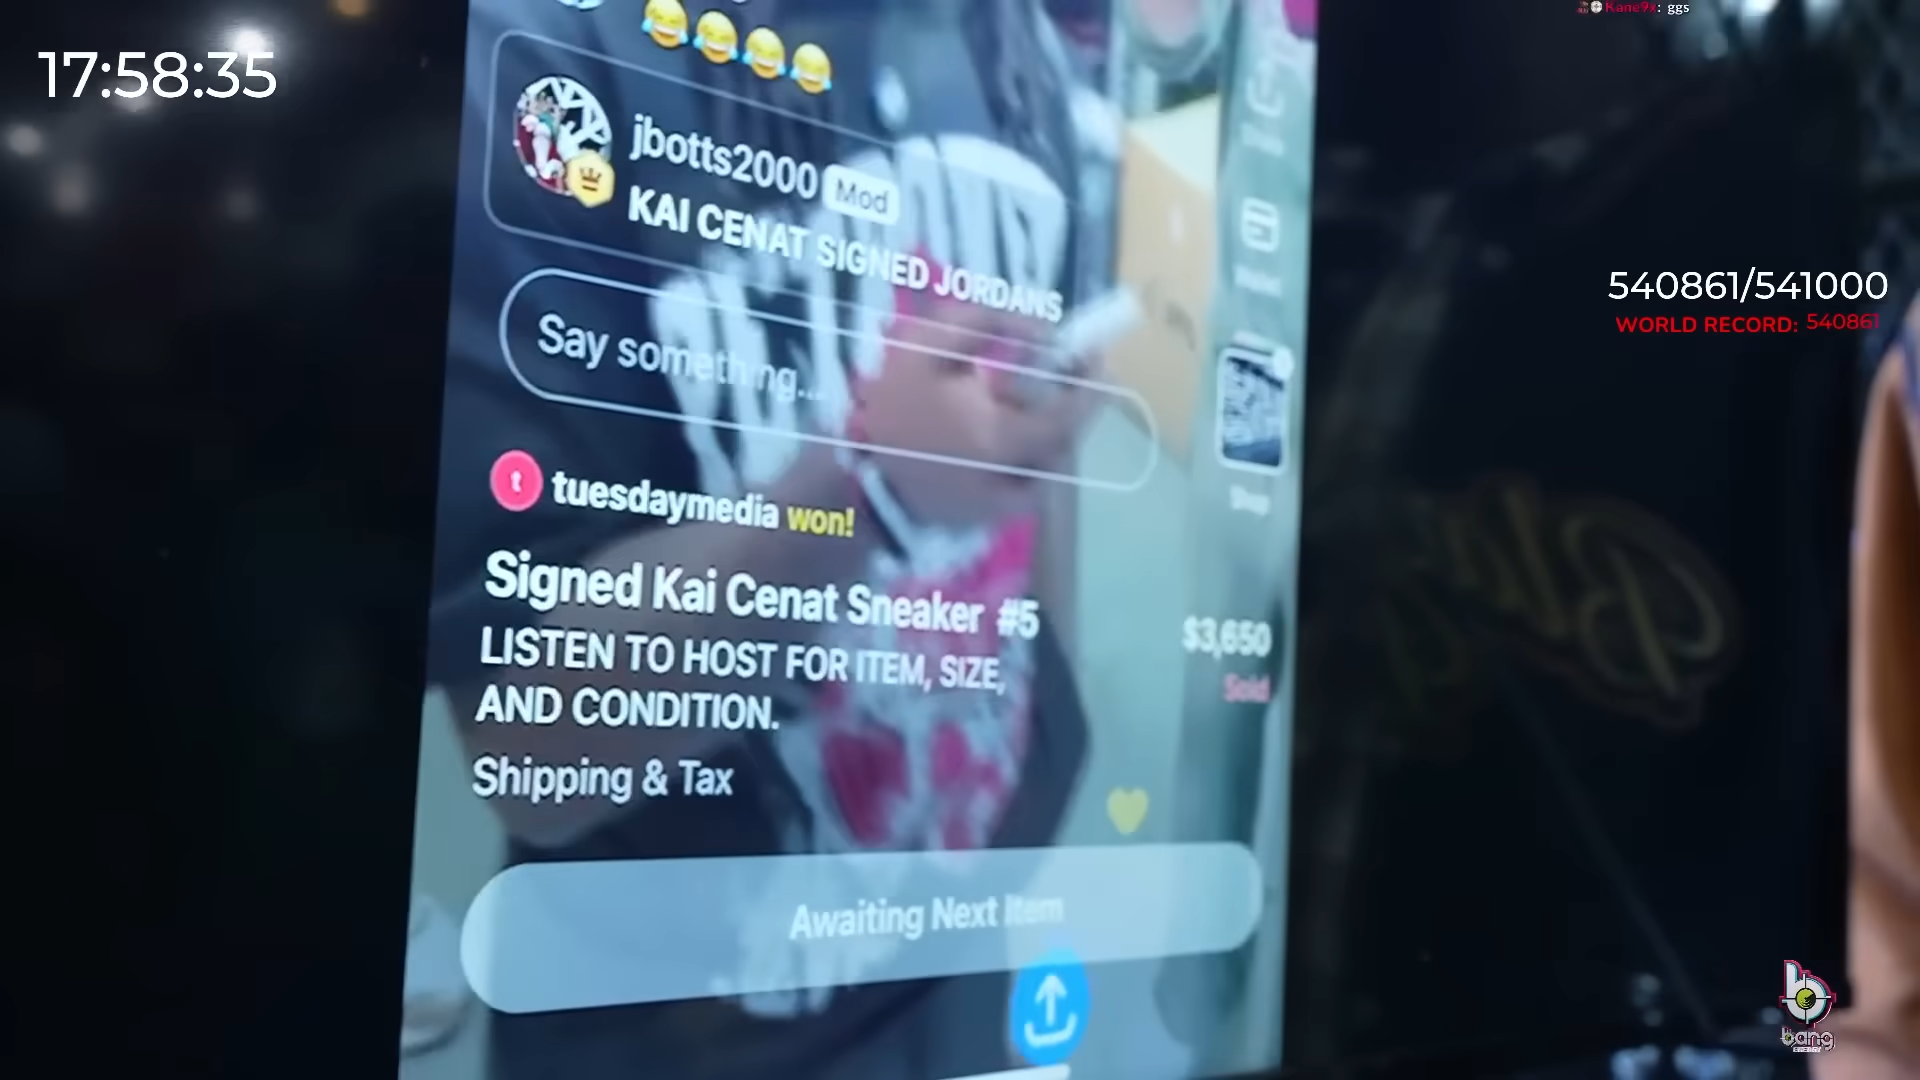 Kane9x: ggs
17:58:35
jbotts2000 Mod
KAI CENAT SIGNED JORDANS
540861/541000
WORLD RECORD: 540861
Say something...
t
tuesdaymedia won!
Signed Kai Cenat Sneaker #5
$3,650
LISTEN TO HOST FOR ITEM, SIZE,
Sold
AND CONDITION.
Shop
Shipping & Tax
Awaiting Next Item
bang
ENERGY